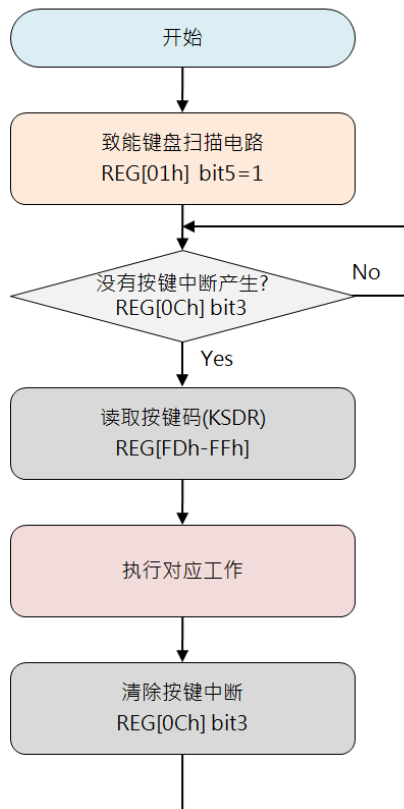 开始
致能键盘扫描电路
REG[01h] bit5=1
没有按键中断产生?
REG[0Ch] bit3
No
Yes
读取按键码(KSDR)
REG[FDh-FFh]
执行对应工作
清除按键中断
REG[0Ch] bit3